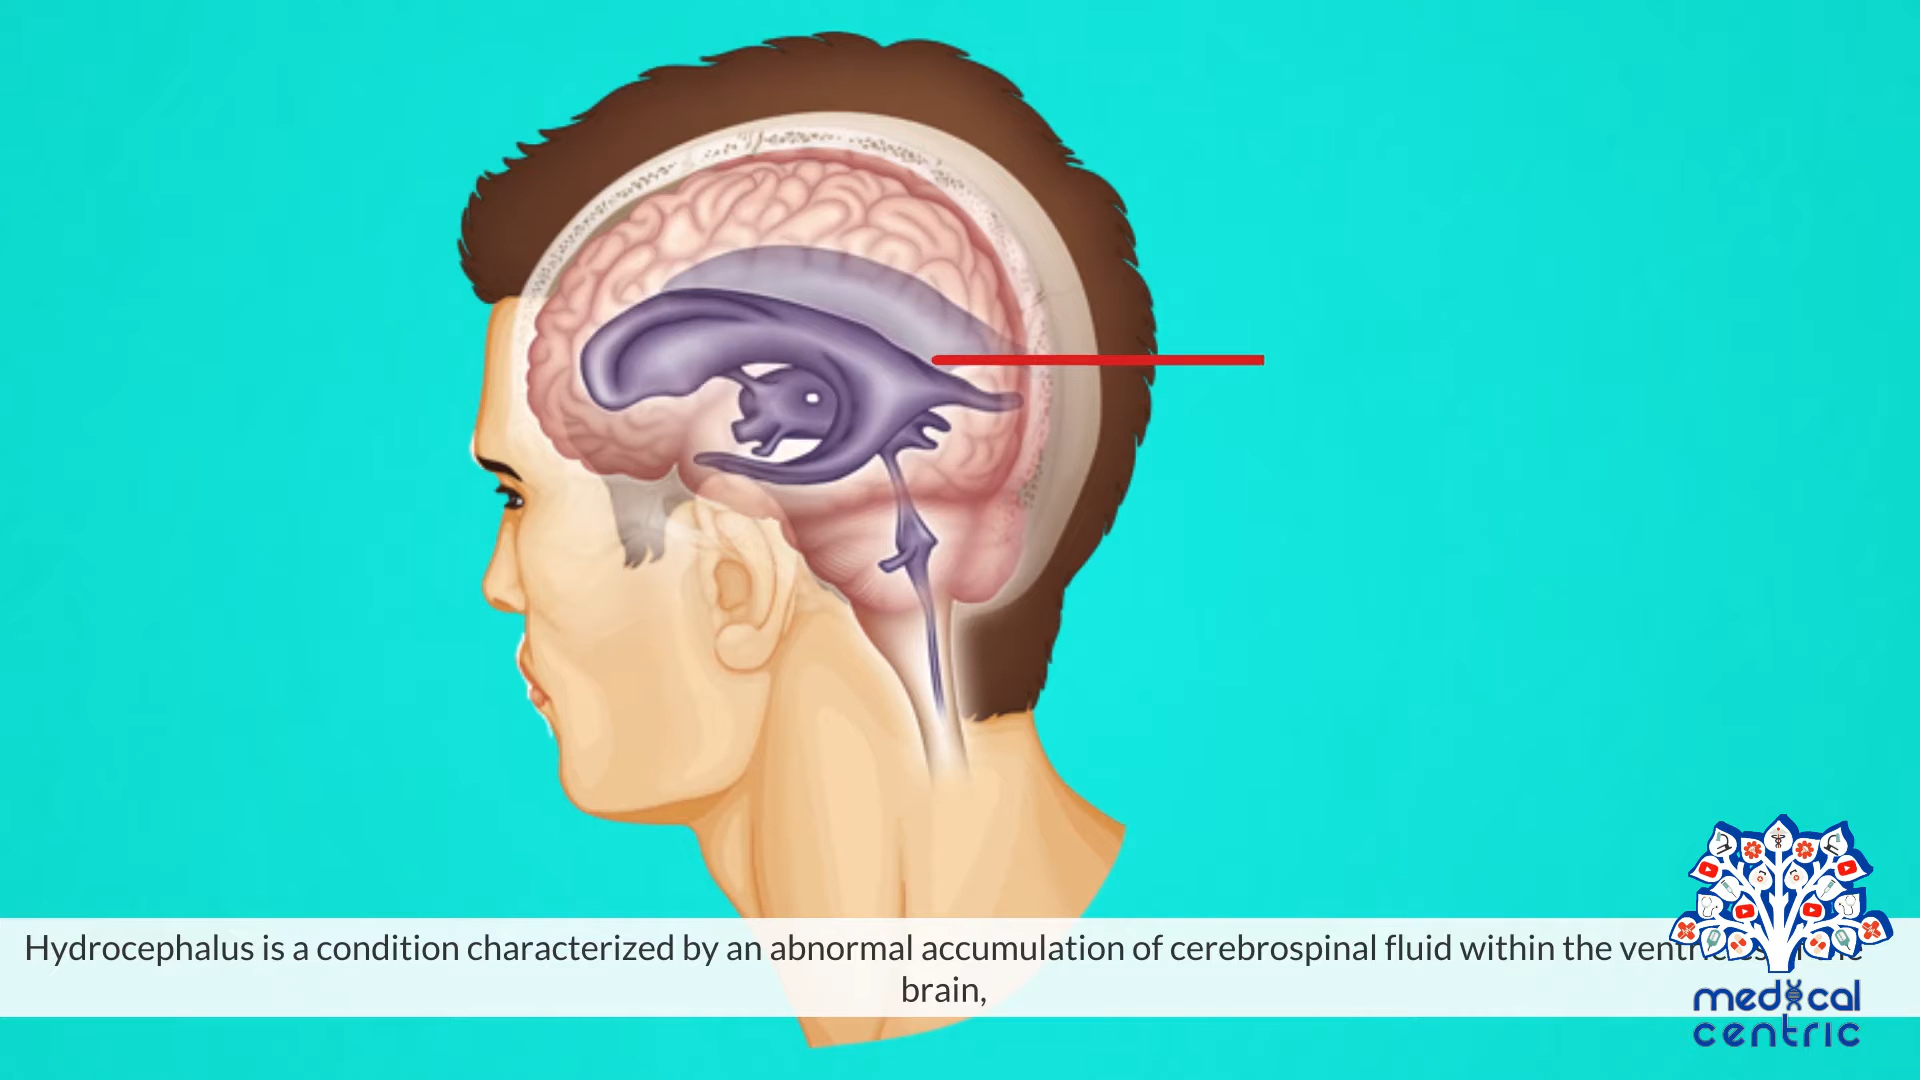 Hydrocephalus is a condition characterized by an abnormal accumulation of cerebrospinal fluid within the
brain,
medical
centric